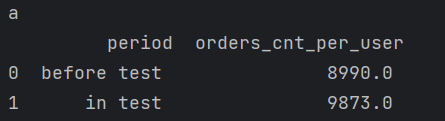 a
period orders_cnt_per_user
0 before test 8990.0
1 in test 9873.0